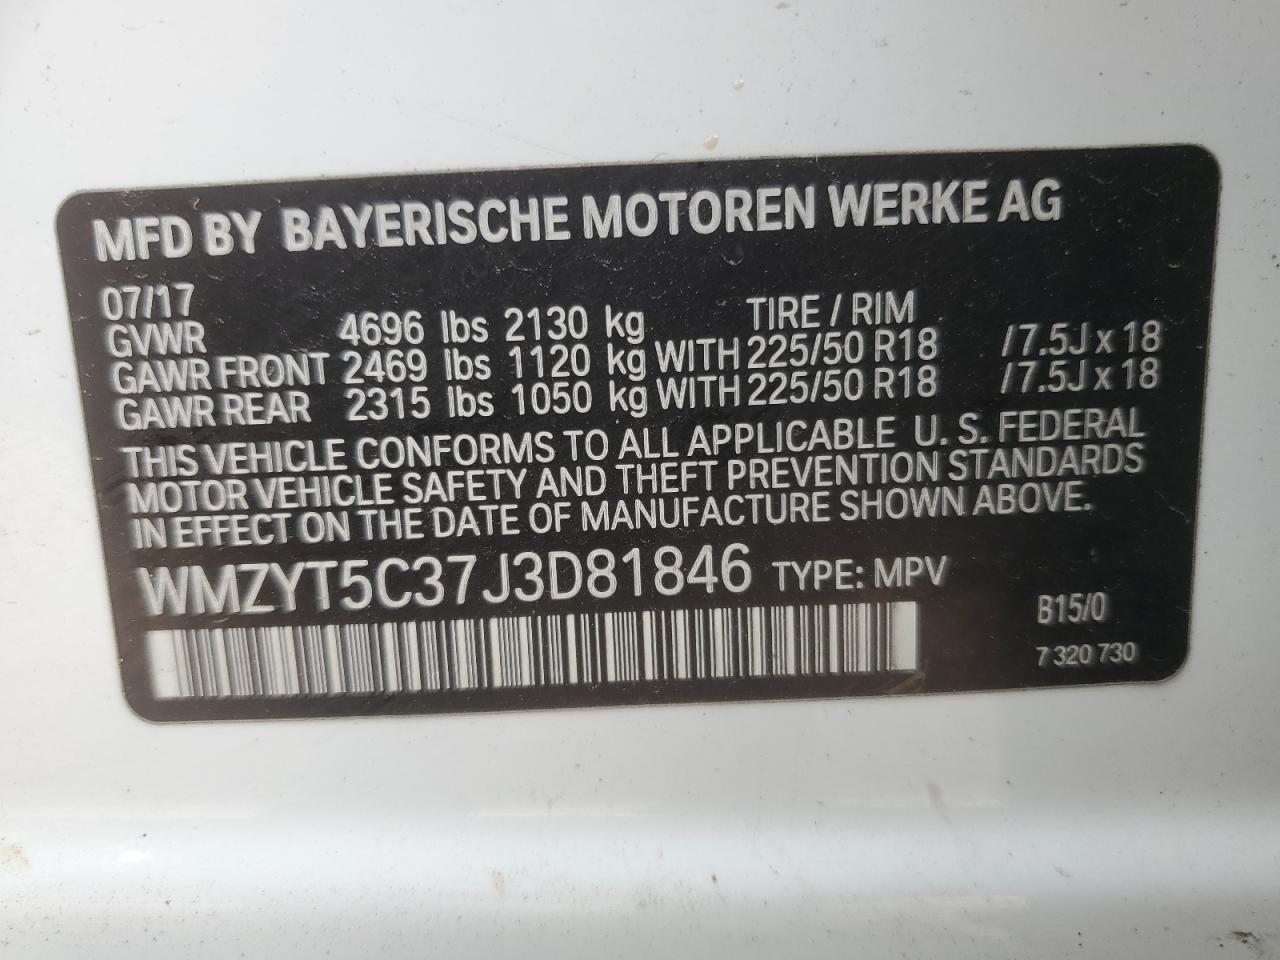 MFD BY BAYERISCHE MOTOREN WERKE AG
07/17 TIRE / RIM
GVWR 4696 lbs 2130 kg
GAWR FRONT 2469 lbs 1120 kg WITH 225/50 R18 /7.5J x 18
GAWR REAR 2315 lbs 1050 kg WITH 225/50 R18 /7.5J x 18
THIS VEHICLE CONFORMS TO ALL APPLICABLE U. S. FEDERAL
MOTOR VEHICLE SAFETY AND THEFT PREVENTION STANDARDS
IN EFFECT ON THE DATE OF MANUFACTURE SHOWN ABOVE.
WMZYT5C37J3D81846 TYPE: MPV
B15/0
7 320 730